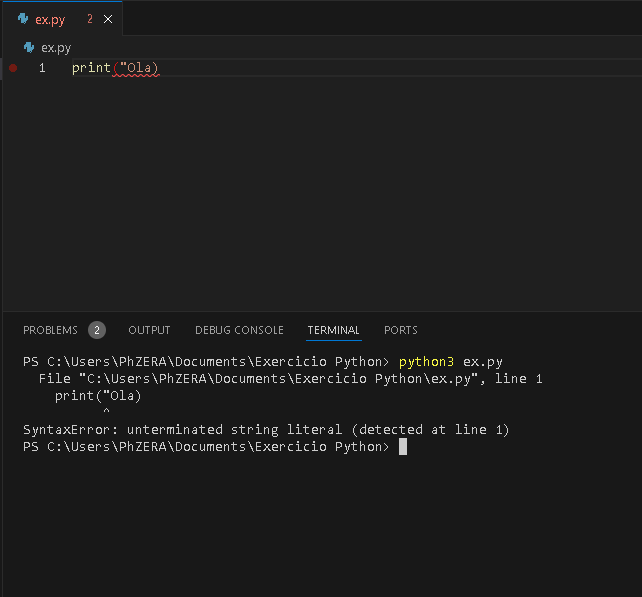 ex.py 2
ex.py
1 print("Ola)
PROBLEMS 2 OUTPUT DEBUG CONSOLE TERMINAL PORTS
PS C:\Users\PhZERA\Documents\Exercicio Python> python3 ex.py
  File "C:\Users\PhZERA\Documents\Exercicio Python\ex.py", line 1
    print("Ola)
          ^
SyntaxError: unterminated string literal (detected at line 1)
PS C:\Users\PhZERA\Documents\Exercicio Python>